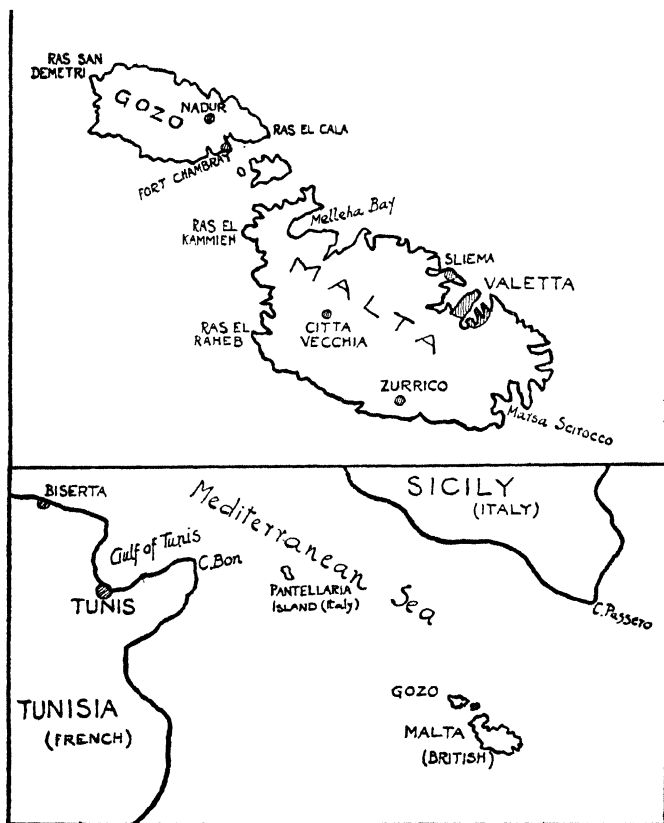 RAS SAN
DEMETRI
GOZO
NADUR
RAS EL CALA
FORT CHAMBRAY
RAS EL
KAMMIEH
Melleha Bay
SLIEMA
VALETTA
MALTA
RAS EL
RAHEB
CITTA
VECCHIA
ZURRICO
Marsa Scirocco
BISERTA
Mediterranean
Sea
SICILY
(ITALY)
Gulf of Tunis
C. Bon
TUNIS
PANTELLARIA
ISLAND (Italy)
C. Passero
TUNISIA
(FRENCH)
GOZO
MALTA
(BRITISH)